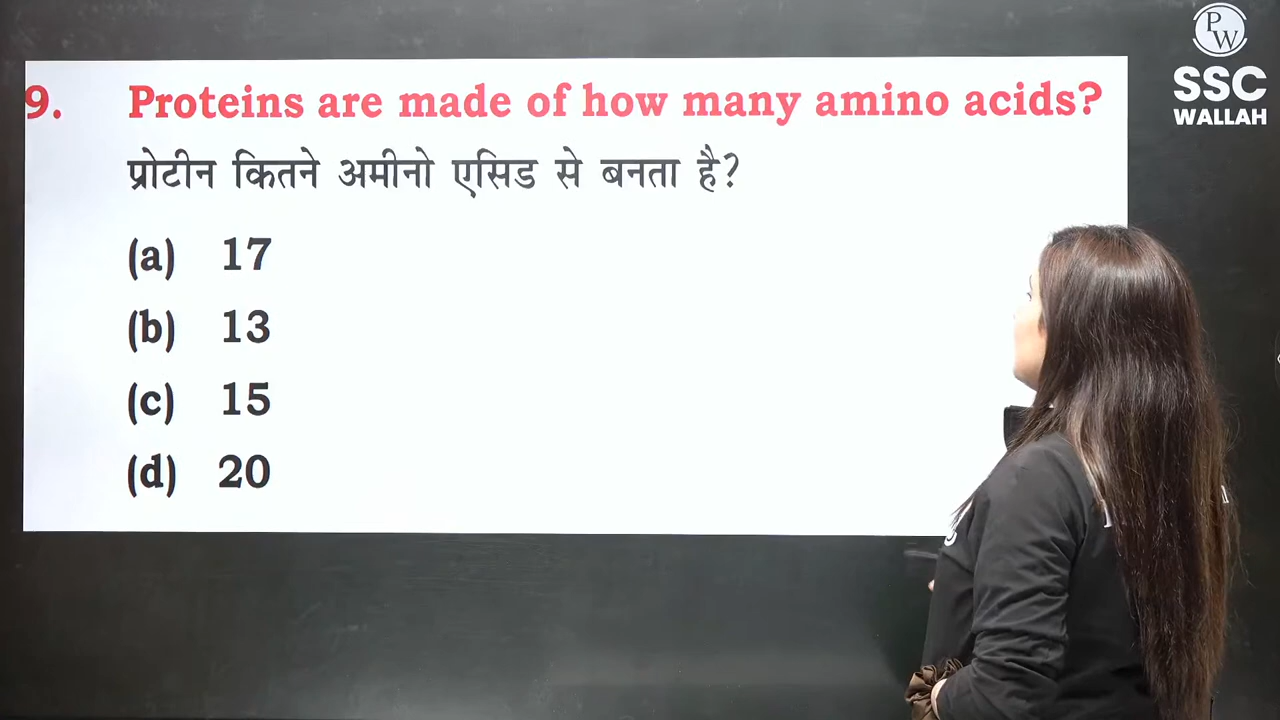 PW
SSC
WALLAH
9. Proteins are made of how many amino acids?
प्रोटीन कितने अमीनो एसिड से बनता है?
(a) 17
(b) 13
(c) 15
(d) 20